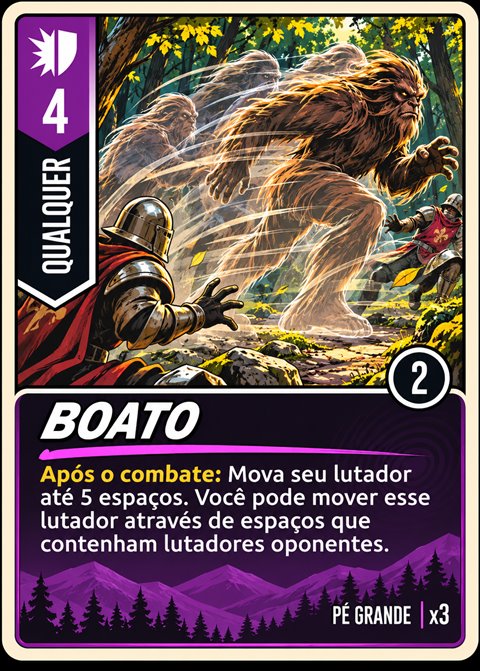 4
QUALQUER
2
BOATO
Após o combate: Mova seu lutador
até 5 espaços. Você pode mover esse
lutador através de espaços que
contenham lutadores oponentes.
PÉ GRANDE | x3